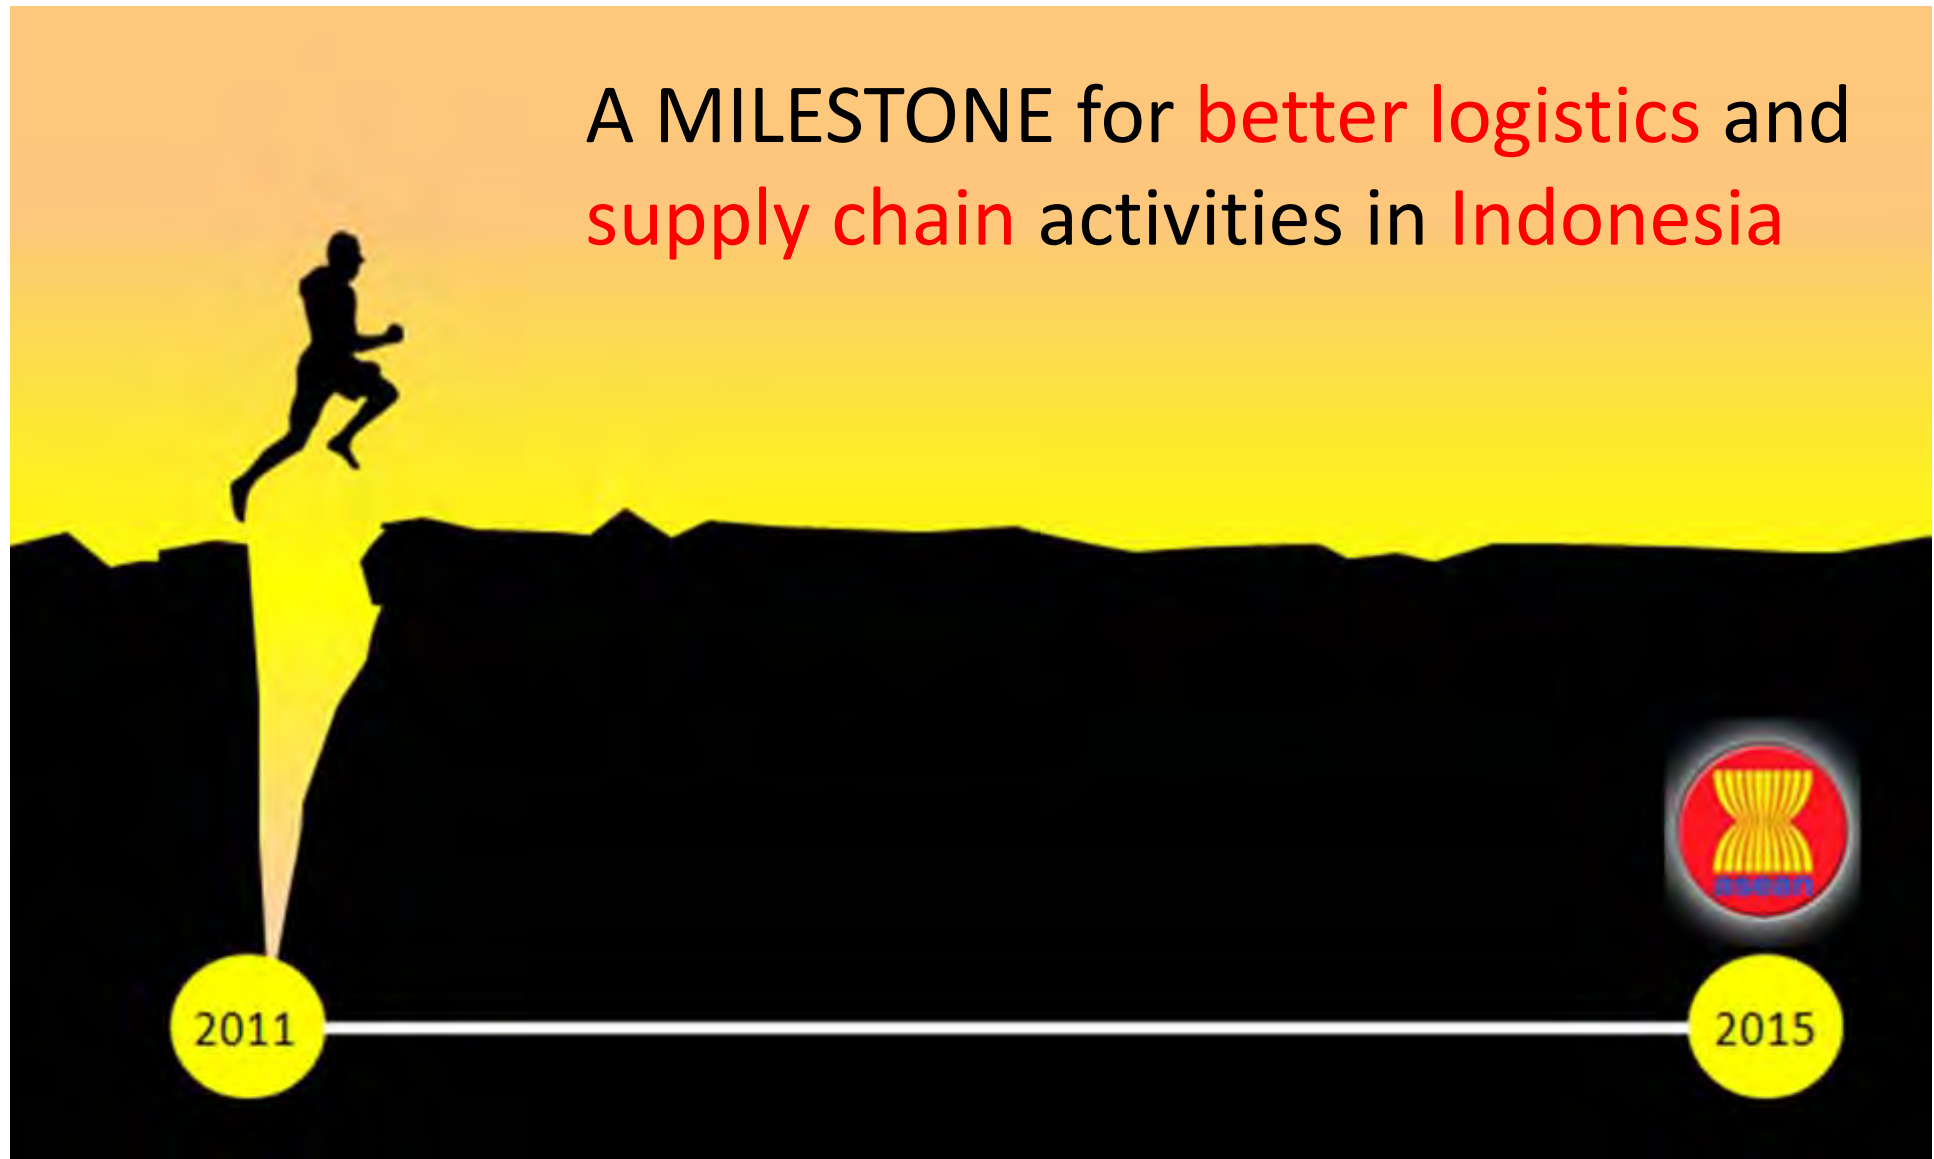 A MILESTONE for better logistics and
supply chain activities in Indonesia
asean
2011
2015